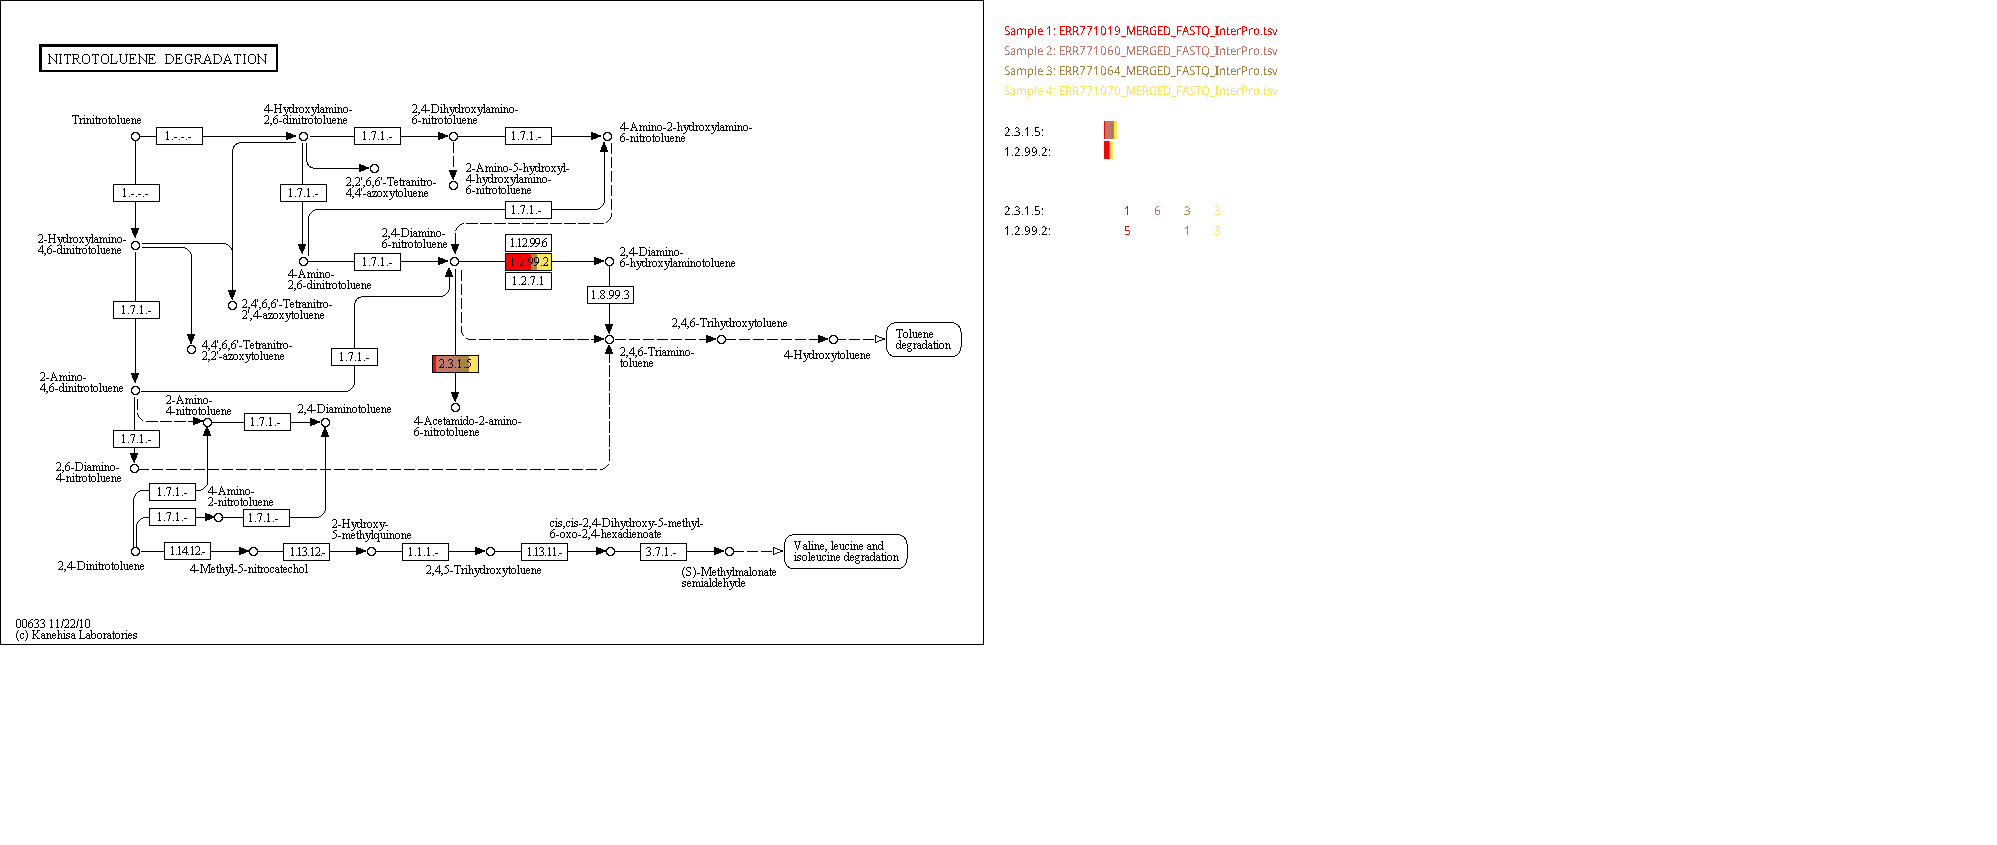 NITROTOLUENE DEGRADATION
Trinitrotoluene
1.-.-.-
4-Hydroxylamino-
2,6-dinitrotoluene
1.7.1.-
2,4-Dihydroxylamino-
6-nitrotoluene
1.7.1.-
4-Amino-2-hydroxylamino-
6-nitrotoluene
2,2',6,6'-Tetranitro-
4,4'-azoxytoluene
2-Amino-5-hydroxyl-
4-hydroxylamino-
6-nitrotoluene
1.-.-.-
1.7.1.-
1.7.1.-
2-Hydroxylamino-
4,6-dinitrotoluene
2,4-Diamino-
6-nitrotoluene
1.12.99.6
1.2.99.2
1.2.7.1
2,4-Diamino-
6-hydroxylaminotoluene
1.7.1.-
4-Amino-
2,6-dinitrotoluene
1.8.99.3
1.7.1.-
2,4',6,6'-Tetranitro-
2',4-azoxytoluene
4,4',6,6'-Tetranitro-
2,2'-azoxytoluene
1.7.1.-
2,4,6-Trihydroxytoluene
Toluene
degradation
2,4,6-Triamino-
toluene
4-Hydroxytoluene
2.3.1.5
2-Amino-
4,6-dinitrotoluene
2-Amino-
4-nitrotoluene
1.7.1.-
2,4-Diaminotoluene
4-Acetamido-2-amino-
6-nitrotoluene
1.7.1.-
2,6-Diamino-
4-nitrotoluene
1.7.1.-
4-Amino-
2-nitrotoluene
1.7.1.-
1.7.1.-
2-Hydroxy-
5-methylquinone
cis,cis-2,4-Dihydroxy-5-methyl-
6-oxo-2,4-hexadienoate
1.14.12.-
1.13.12.-
1.1.1.-
1.13.11-
3.7.1.-
Valine, leucine and
isoleucine degradation
2,4-Dinitrotoluene
4-Methyl-5-nitrocatechol
2,4,5-Trihydroxytoluene
(S)-Methylmalonate
semialdehyde
00633 11/22/10
(c) Kanehisa Laboratories
Sample 1: ERR771019_MERGED_FASTQ_InterPro.tsv
Sample 2: ERR771060_MERGED_FASTQ_InterPro.tsv
Sample 3: ERR771064_MERGED_FASTQ_InterPro.tsv
Sample 4: ERR771070_MERGED_FASTQ_InterPro.tsv
2.3.1.5:
1.2.99.2:
2.3.1.5: 1 6 3 3
1.2.99.2: 5 1 3